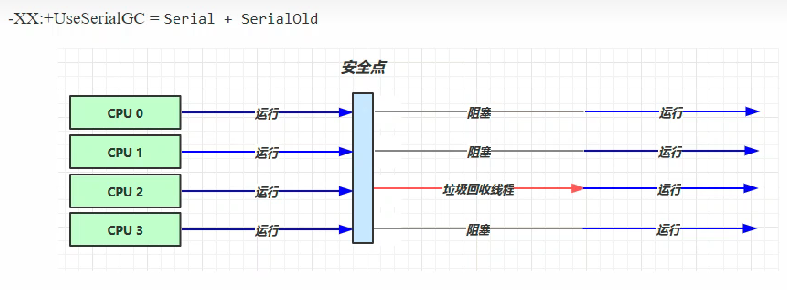 -XX:+UseSerialGC = Serial + SerialOld
安全点
CPU 0 运行 阻塞 运行
CPU 1 运行 阻塞 运行
CPU 2 运行 垃圾回收线程 运行
CPU 3 运行 阻塞 运行